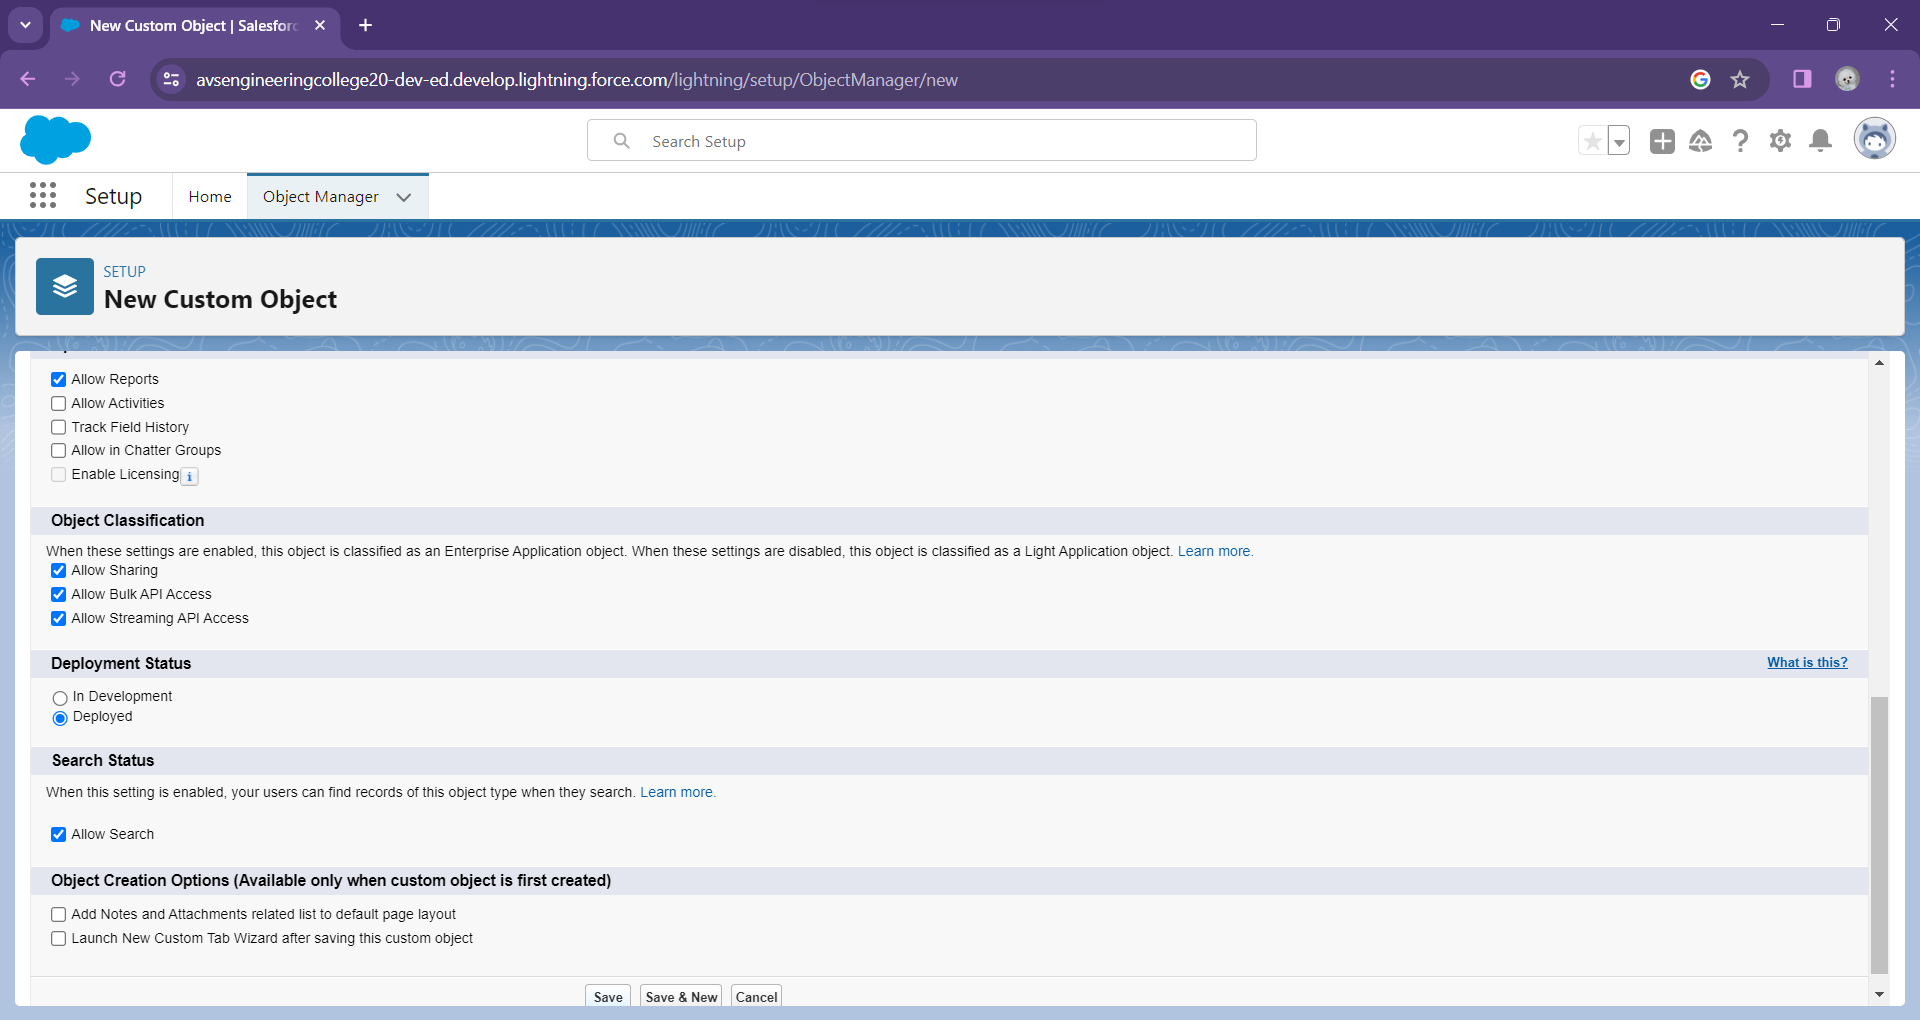 New Custom Object | Salesforc
avsengineeringcollege20-dev-ed.develop.lightning.force.com/lightning/setup/ObjectManager/new
Search Setup
Setup
Home
Object Manager
SETUP
New Custom Object
Allow Reports
Allow Activities
Track Field History
Allow in Chatter Groups
Enable Licensing i
Object Classification
When these settings are enabled, this object is classified as an Enterprise Application object. When these settings are disabled, this object is classified as a Light Application object. Learn more.
Allow Sharing
Allow Bulk API Access
Allow Streaming API Access
Deployment Status
What is this?
In Development
Deployed
Search Status
When this setting is enabled, your users can find records of this object type when they search. Learn more.
Allow Search
Object Creation Options (Available only when custom object is first created)
Add Notes and Attachments related list to default page layout
Launch New Custom Tab Wizard after saving this custom object
Save
Save & New
Cancel